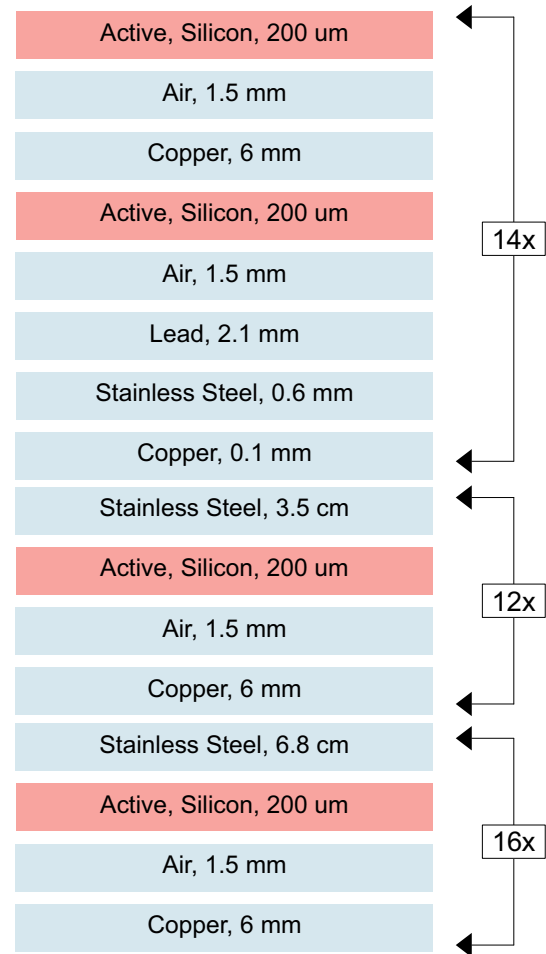 Active, Silicon, 200 um
Air, 1.5 mm
Copper, 6 mm
Active, Silicon, 200 um
14x
Air, 1.5 mm
Lead, 2.1 mm
Stainless Steel, 0.6 mm
Copper, 0.1 mm
Stainless Steel, 3.5 cm
Active, Silicon, 200 um
12x
Air, 1.5 mm
Copper, 6 mm
Stainless Steel, 6.8 cm
Active, Silicon, 200 um
16x
Air, 1.5 mm
Copper, 6 mm